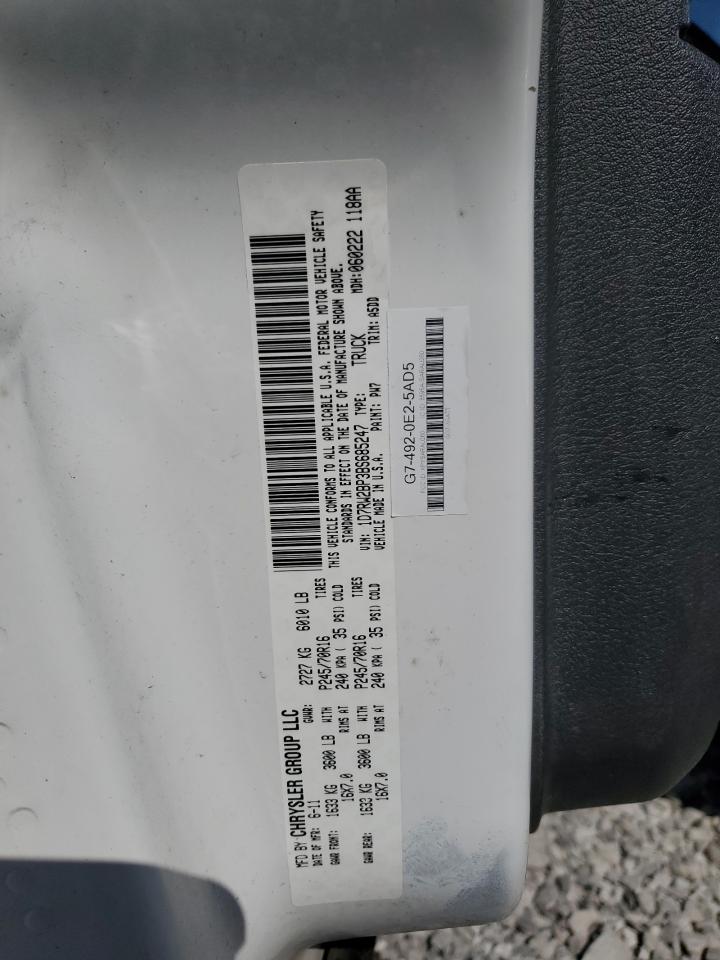 MFD BY CHRYSLER GROUP LLC
DATE OF MFR: 6-11 GVWR: 2727 KG 6010 LB
GAWR FRONT: 1633 KG 3600 LB WITH P245/70R16 TIRES
16X7.0 RIMS AT 240 KPA ( 35 PSI) COLD
GAWR REAR: 1633 KG 3600 LB WITH P245/70R16 TIRES
16X7.0 RIMS AT 240 KPA ( 35 PSI) COLD
THIS VEHICLE CONFORMS TO ALL APPLICABLE U.S.A. FEDERAL MOTOR VEHICLE SAFETY
STANDARDS IN EFFECT ON THE DATE OF MANUFACTURE SHOWN ABOVE.
VIN: 1D7RW2BP3BS685247 TYPE: TRUCK MDH:060222 118AA
VEHICLE MADE IN U.S.A. PAINT: PW7 TRIM: A5DD
G7-492-0E2-5AD5